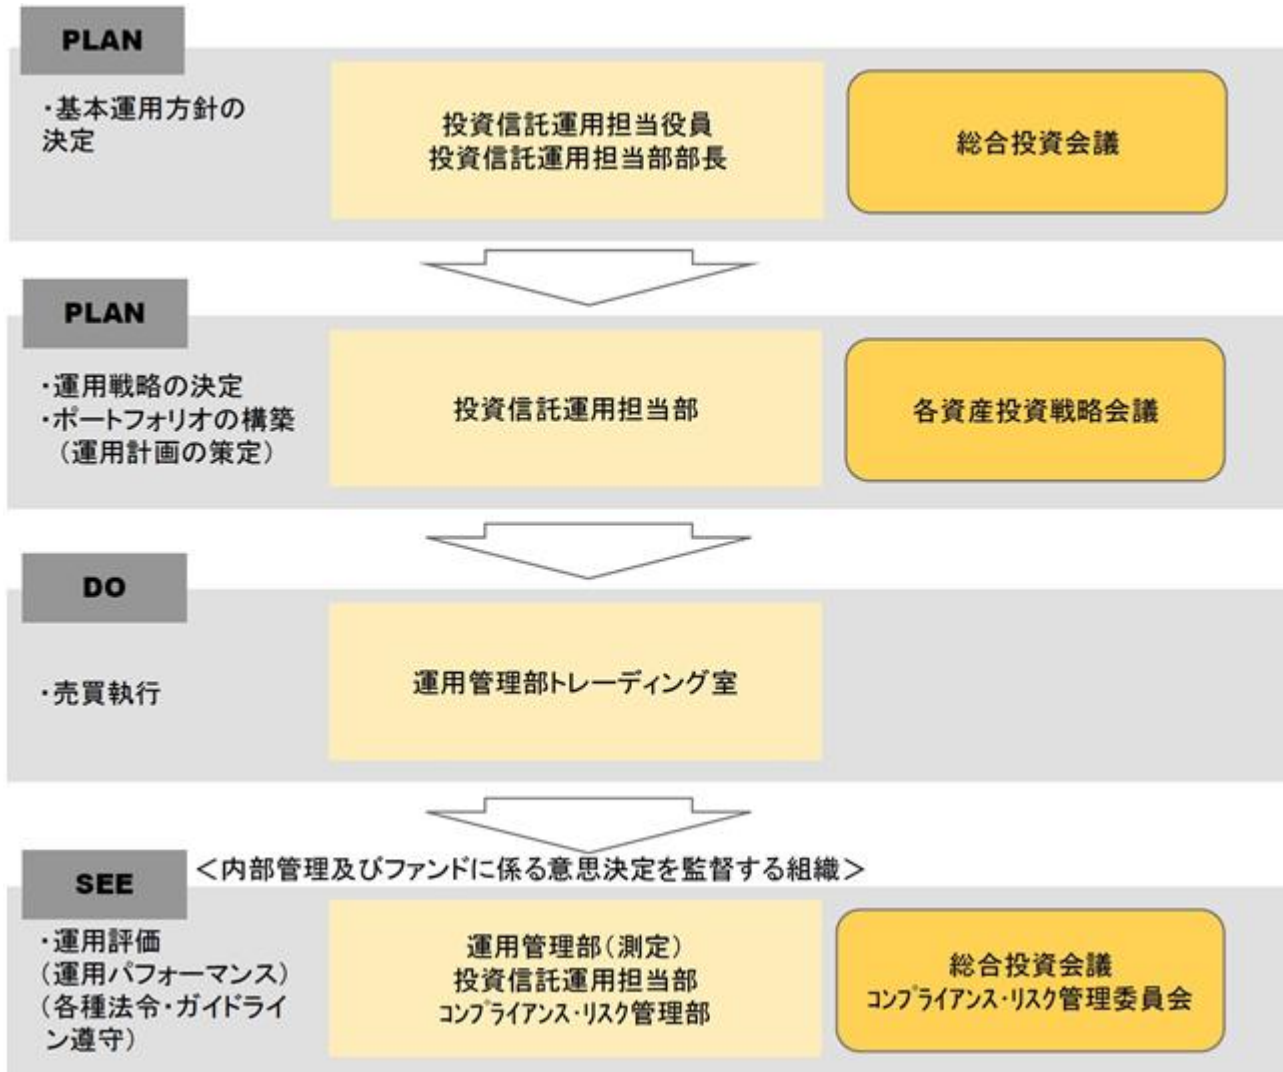 PLAN
・基本運用方針の
決定
投資信託運用担当役員
投資信託運用担当部部長
総合投資会議
PLAN
・運用戦略の決定
・ポートフォリオの構築
(運用計画の策定)
投資信託運用担当部
各資産投資戦略会議
DO
・売買執行
運用管理部トレーディング室
SEE
＜内部管理及びファンドに係る意思決定を監督する組織＞
・運用評価
(運用パフォーマンス)
(各種法令・ガイドライ
ン遵守)
運用管理部(測定)
投資信託運用担当部
ｺﾝﾌﾟﾗｲｱﾝｽ・ﾘｽｸ管理部
総合投資会議
ｺﾝﾌﾟﾗｲｱﾝｽ・ﾘｽｸ管理委員会